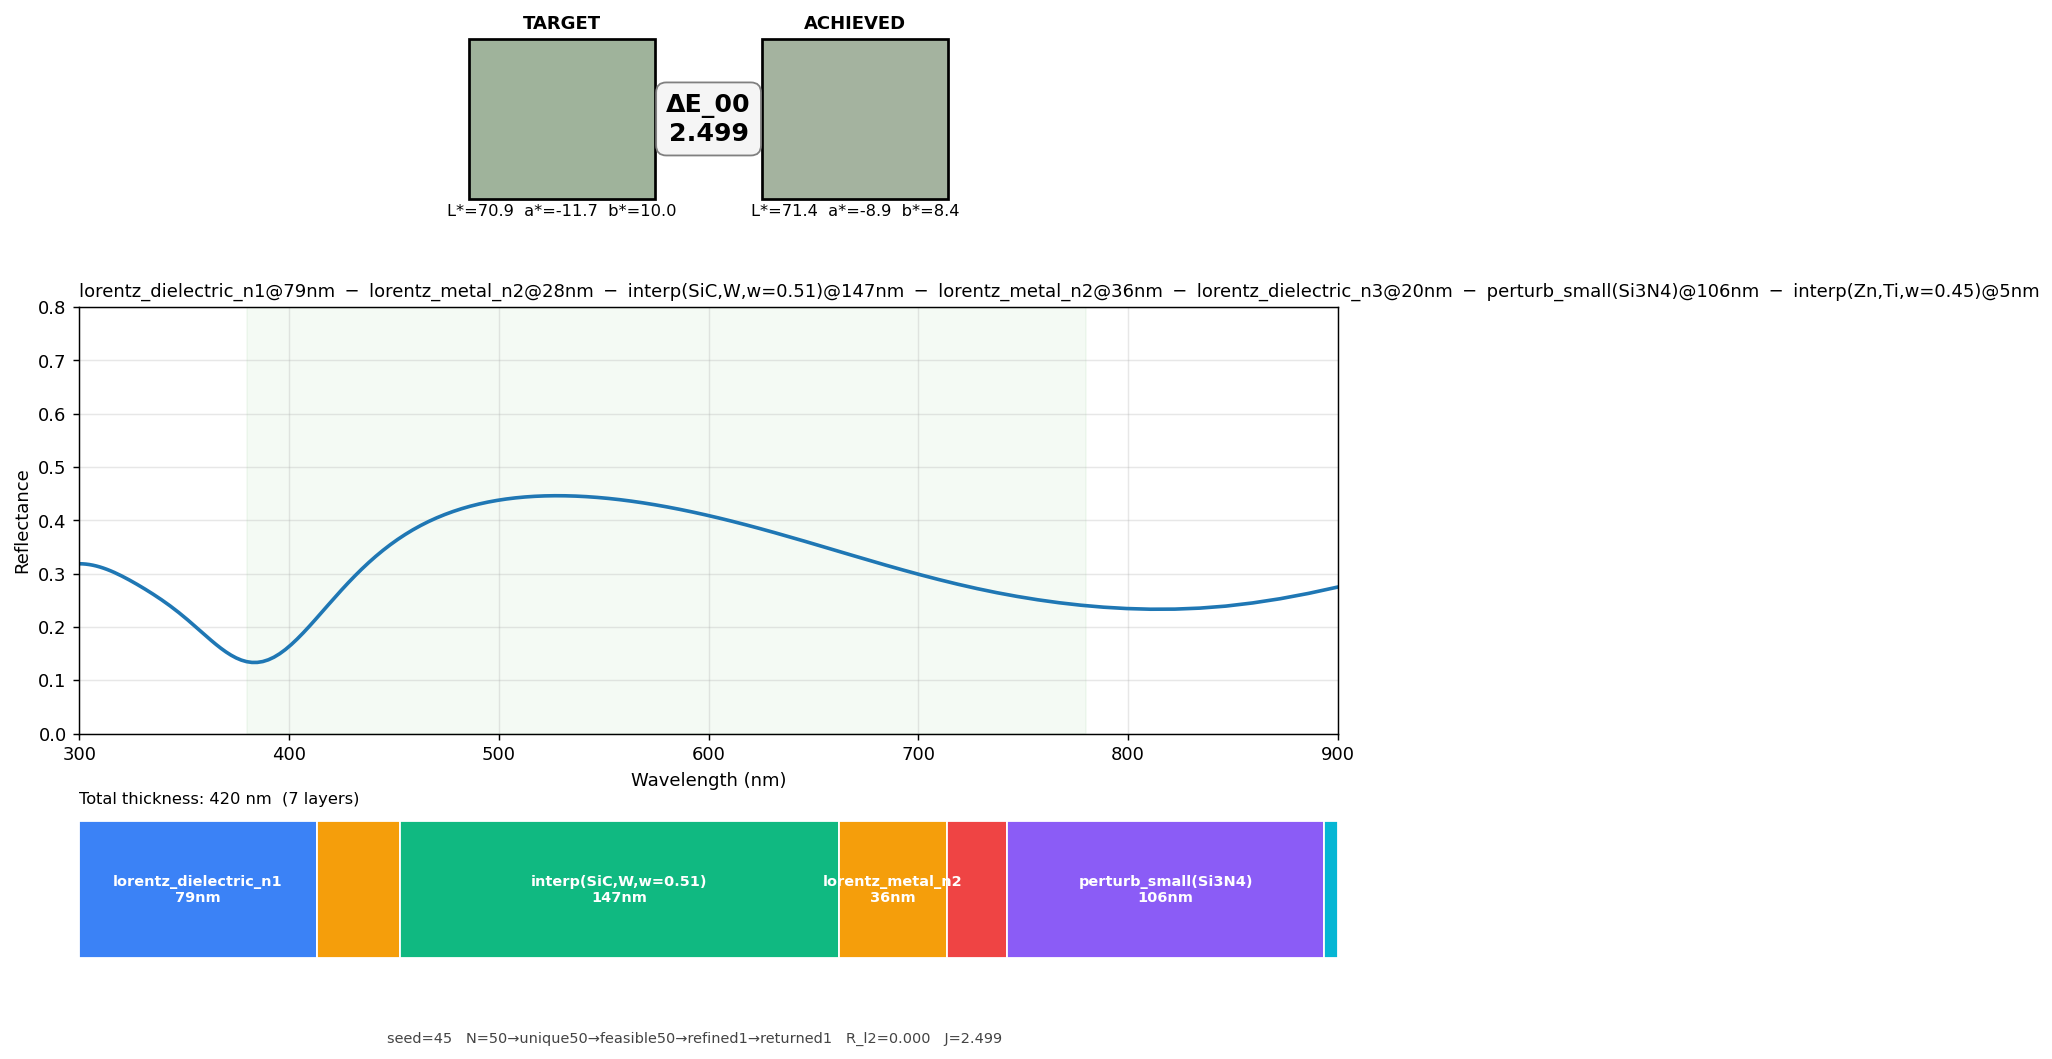 TARGET
ACHIEVED
ΔE_00
2.499
L*=70.9  a*=-11.7  b*=10.0
L*=71.4  a*=-8.9  b*=8.4
lorentz_dielectric_n1@79nm − lorentz_metal_n2@28nm − interp(SiC,W,w=0.51)@147nm − lorentz_metal_n2@36nm − lorentz_dielectric_n3@20nm − perturb_small(Si3N4)@106nm − interp(Zn,Ti,w=0.45)@5nm
0.8
0.7
0.6
0.5
0.4
0.3
0.2
0.1
0.0
Reflectance
300 400 500 600 700 800 900
Wavelength (nm)
Total thickness: 420 nm  (7 layers)
lorentz_dielectric_n1
79nm
interp(SiC,W,w=0.51)
147nm
lorentz_metal_n2
36nm
perturb_small(Si3N4)
106nm
seed=45   N=50→unique50→feasible50→refined1→returned1   R_l2=0.000   J=2.499